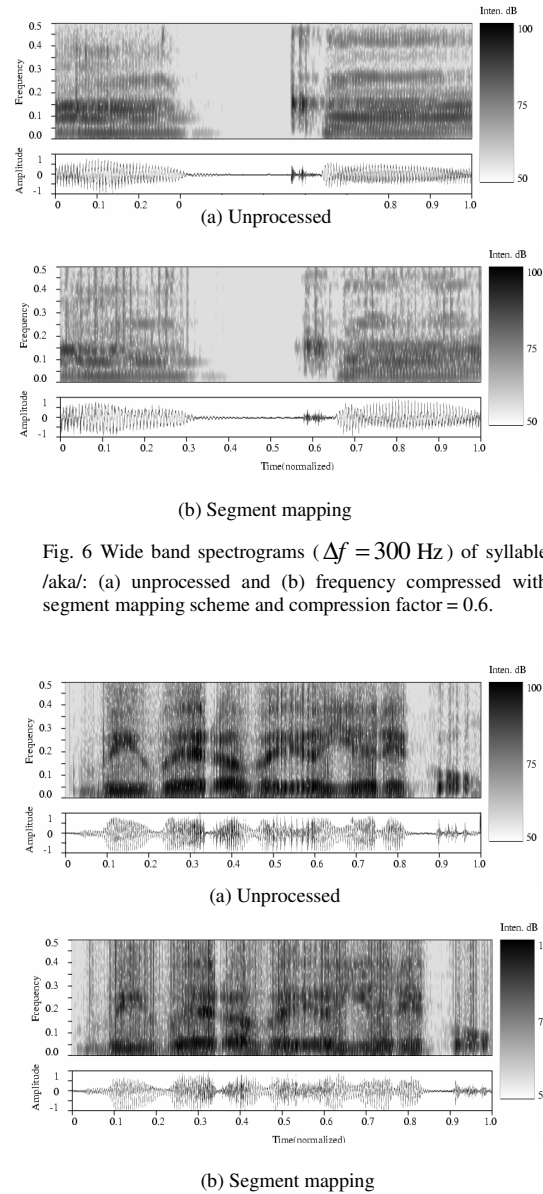 Inten. dB
0.5
100
0.4
0.3
Frequency
0.2
75
0.1
0.0
1
Amplitude
0
-1
50
0 0.1 0.2 0 0.8 1.0
(a) Unprocessed
Inten. dB
0.5
100
0.4
0.3
Frequency
0.2
75
0.1
0.0
1
Amplitude
0
-1
50
0 0.1 0.2 0.3 0.4 0.5 0.6 0.7 0.8 0.9 1.0
Time(normalized)
(b) Segment mapping
Fig. 6 Wide band spectrograms (Δf = 300 Hz) of syllable
/aka/: (a) unprocessed and (b) frequency compressed with
segment mapping scheme and compression factor = 0.6.
Inten. dB
0.5
100
0.4
0.3
Frequency
0.2
75
0.1
0.0
1
Amplitude
0
-1
50
0 0.1 0.2 0.3 0.4 0.5 0.6 0.7 0.8 0.9 1.0
(a) Unprocessed
Inten. dB
0.5
1
0.4
0.3
Frequency
0.2
7
0.1
0.0
1
Amplitude
0
-1
5
0 0.1 0.2 0.3 0.4 0.5 0.6 0.7 0.8 0.9 1.0
Time(normalized)
(b) Segment mapping